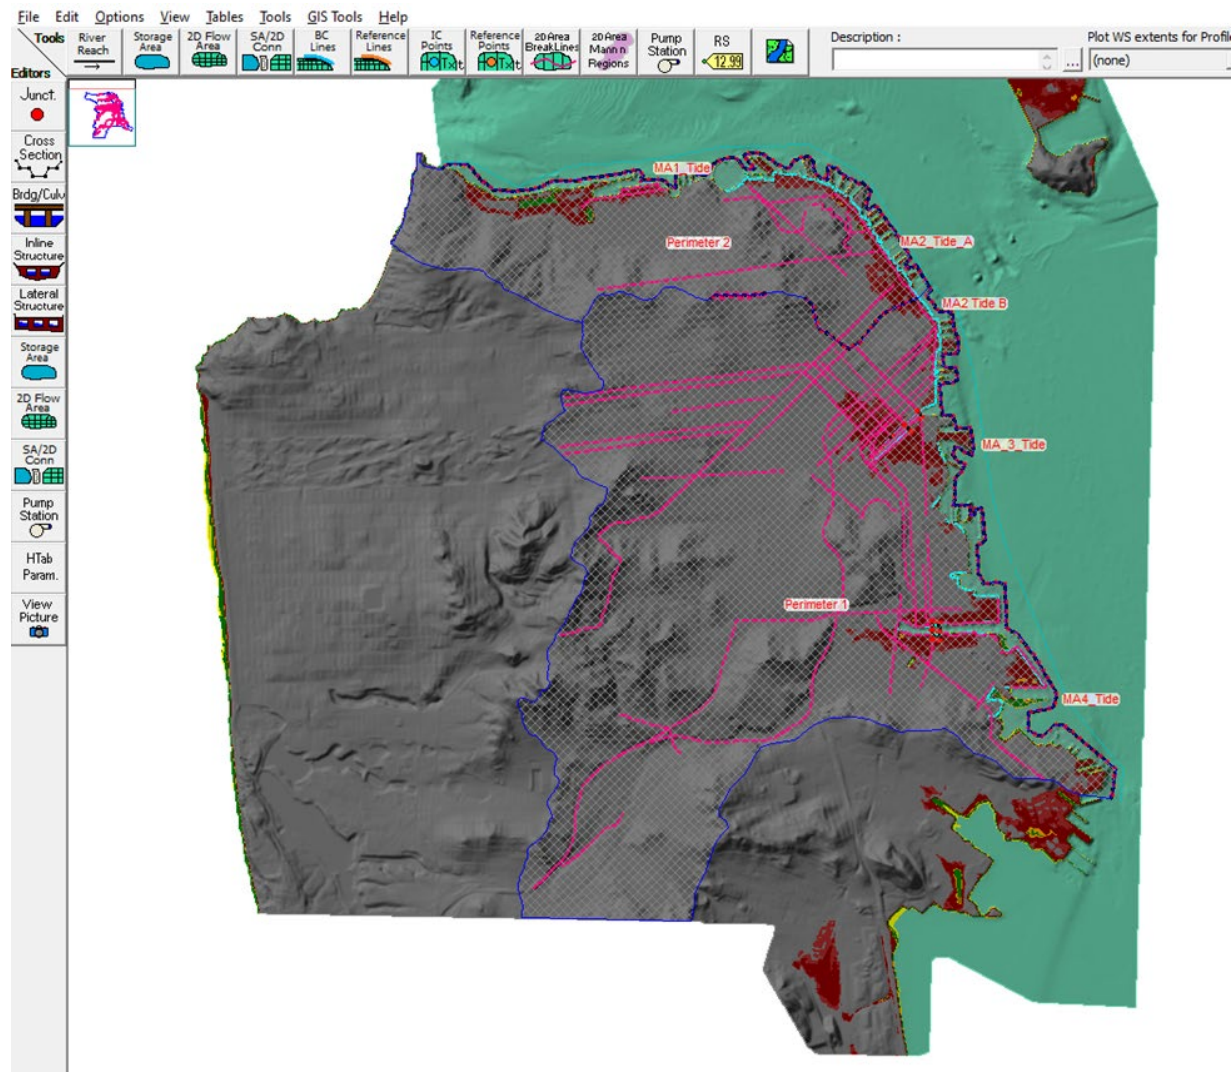 File Edit Options View Tables Tools GIS Tools Help
Tools
Editors
River
Reach
Storage
Area
2D Flow
Area
SA/2D
Conn
BC
Lines
Reference
Lines
IC
Points
Reference
Points
2D Area
BreakLines
2D Area
Mann n
Regions
Pump
Station
RS
12.99
Description :
...
Plot WS extents for Profile
(none)
Junct.
Cross
Section
Brdg/Culv
Inline
Structure
Lateral
Structure
Storage
Area
2D Flow
Area
SA/2D
Conn
Pump
Station
HTab
Param.
View
Picture
MA1_Tide
Perimeter 2
MA2_Tide_A
MA2 Tide B
MA_3_Tide
Perimeter 1
MA4_Tide